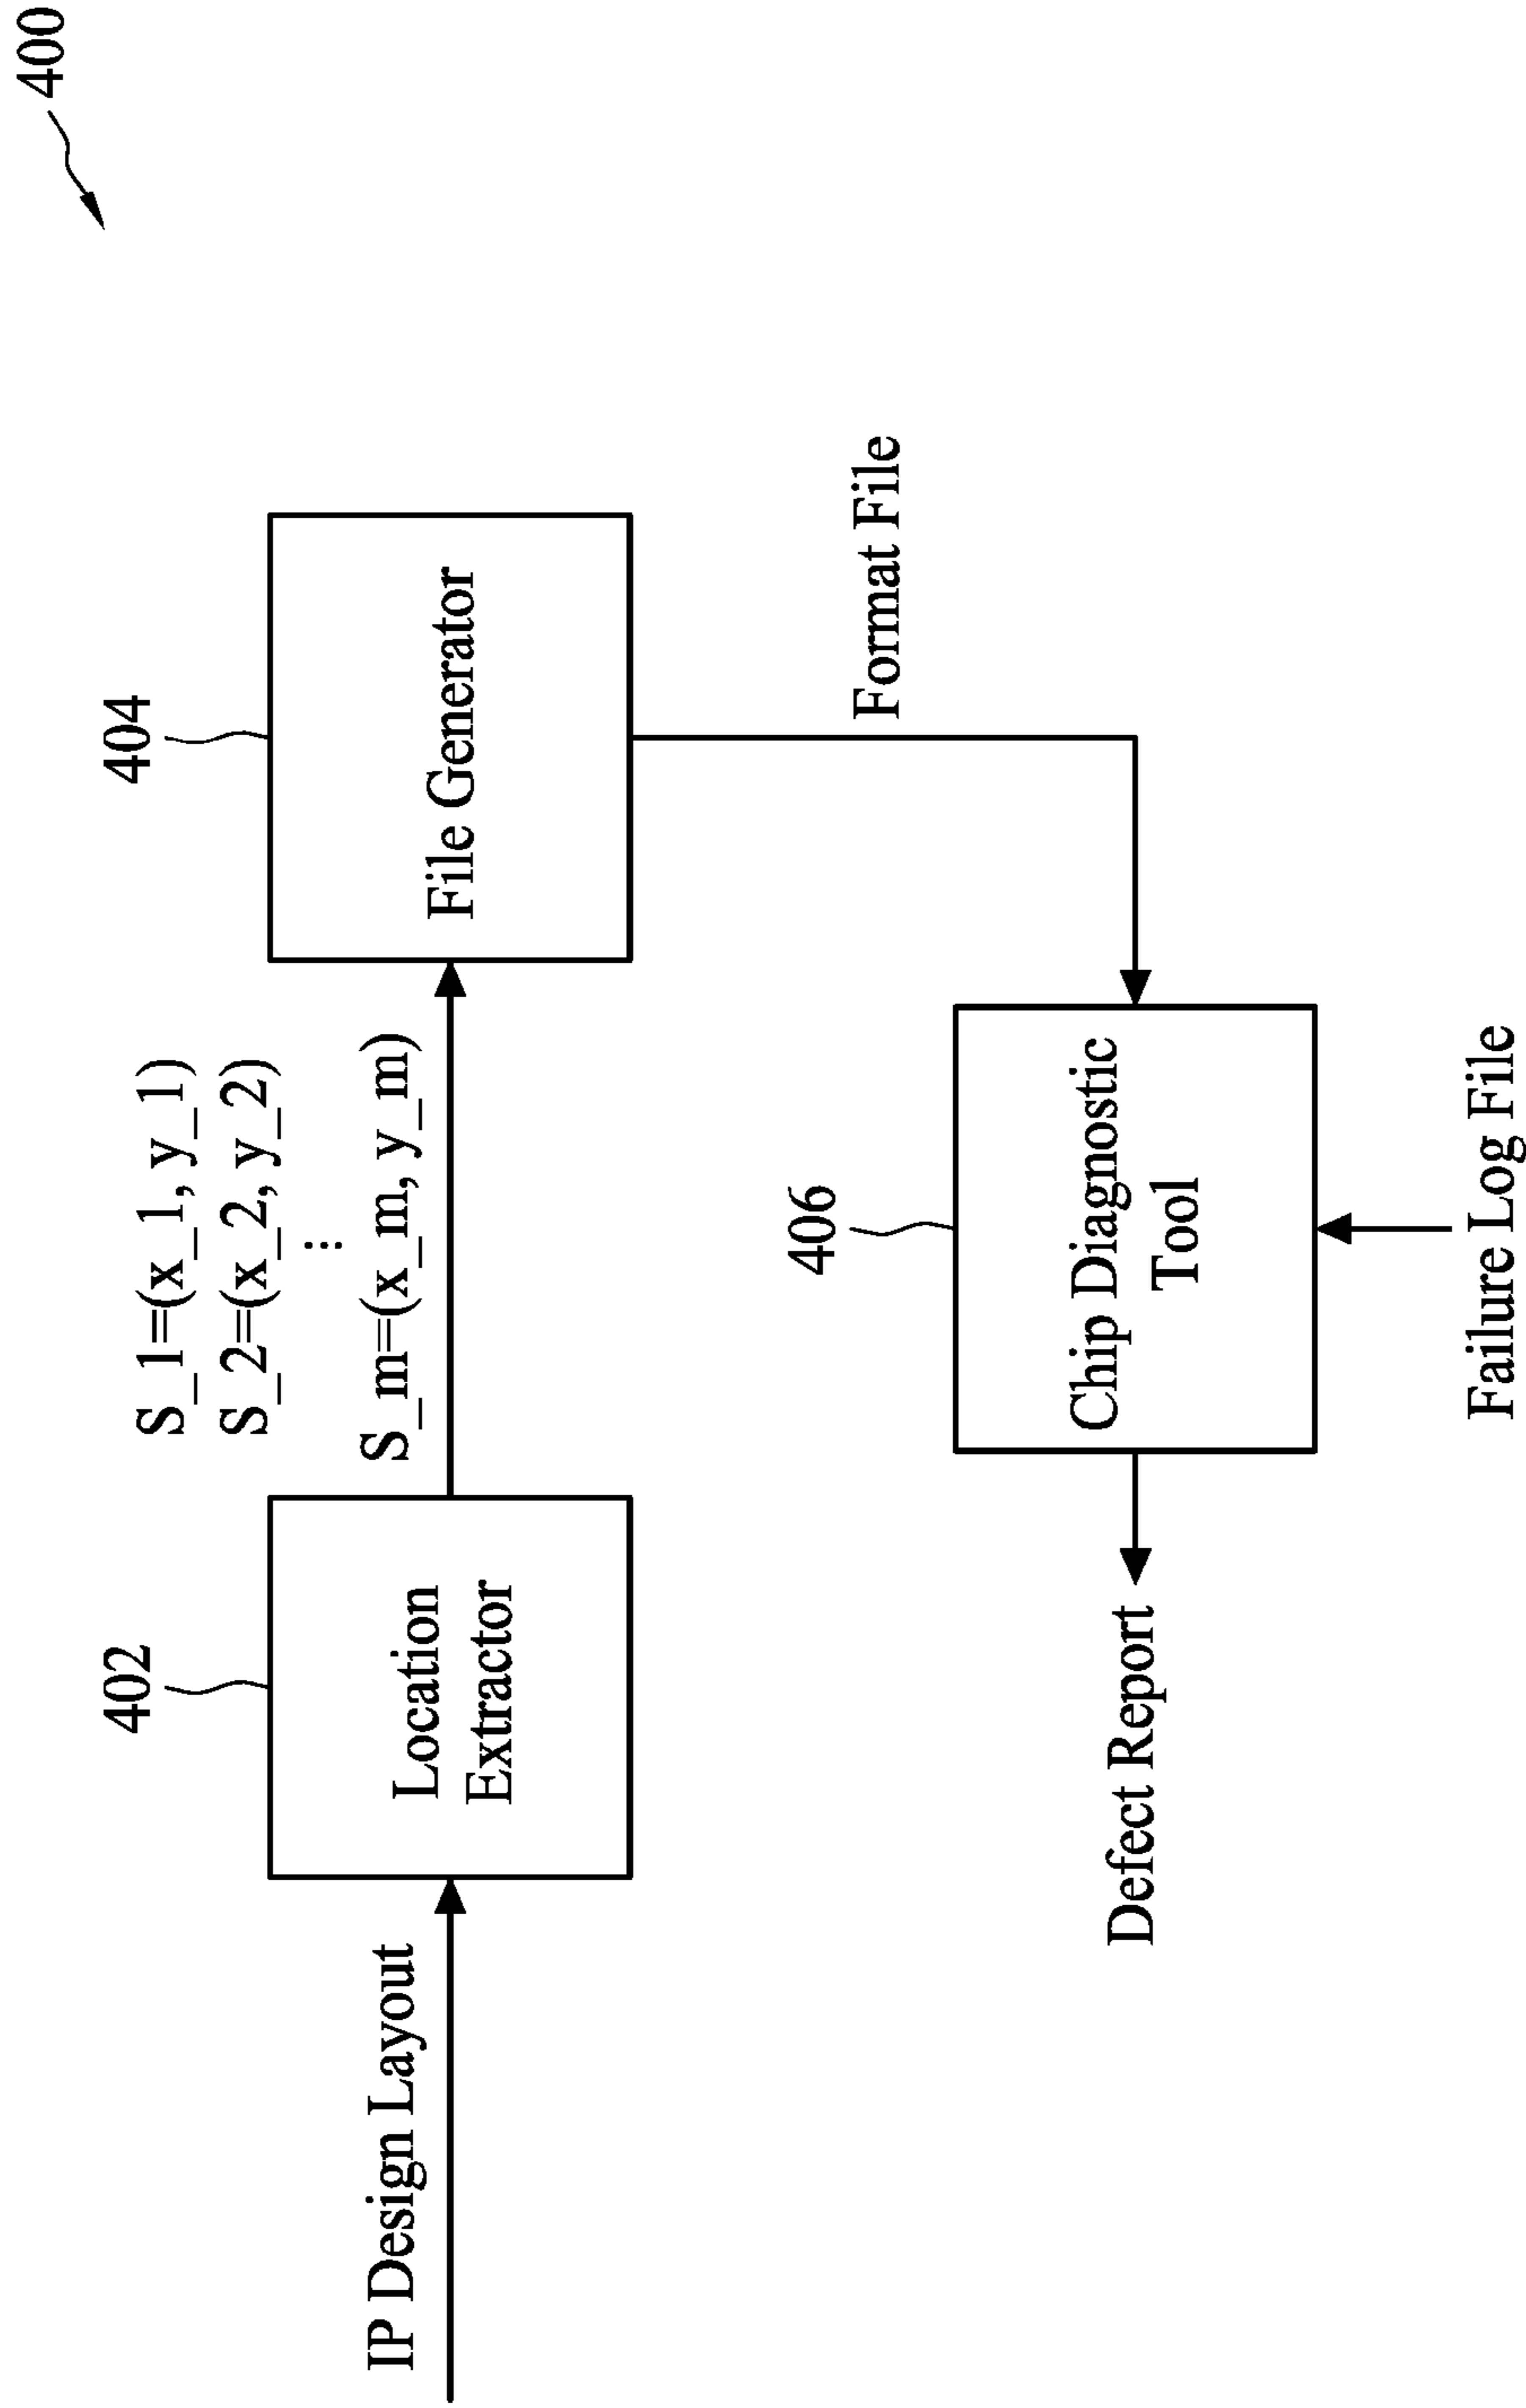 400
402
404
S_1=(x_1, y_1)
S_2=(x_2, y_2)
⋮
S_m=(x_m, y_m)
IP Design Layout
Location
Extractor
File Generator
Format File
406
Chip Diagnostic
Tool
Defect Report
Failure Log File